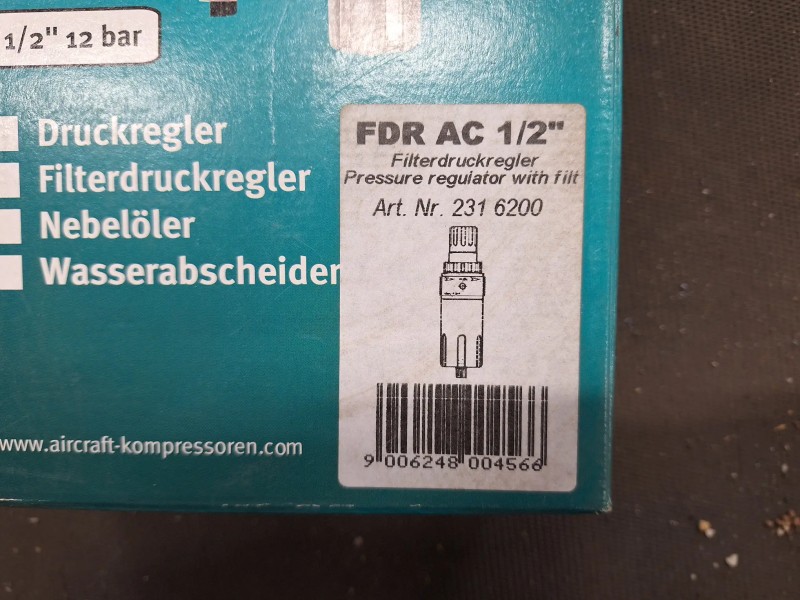 1/2" 12 bar
Druckregler
Filterdruckregler
Nebelöler
Wasserabscheider
www.aircraft-kompressoren.com
FDR AC 1/2"
Filterdruckregler
Pressure regulator with filt
Art. Nr. 231 6200
9 006248 004566